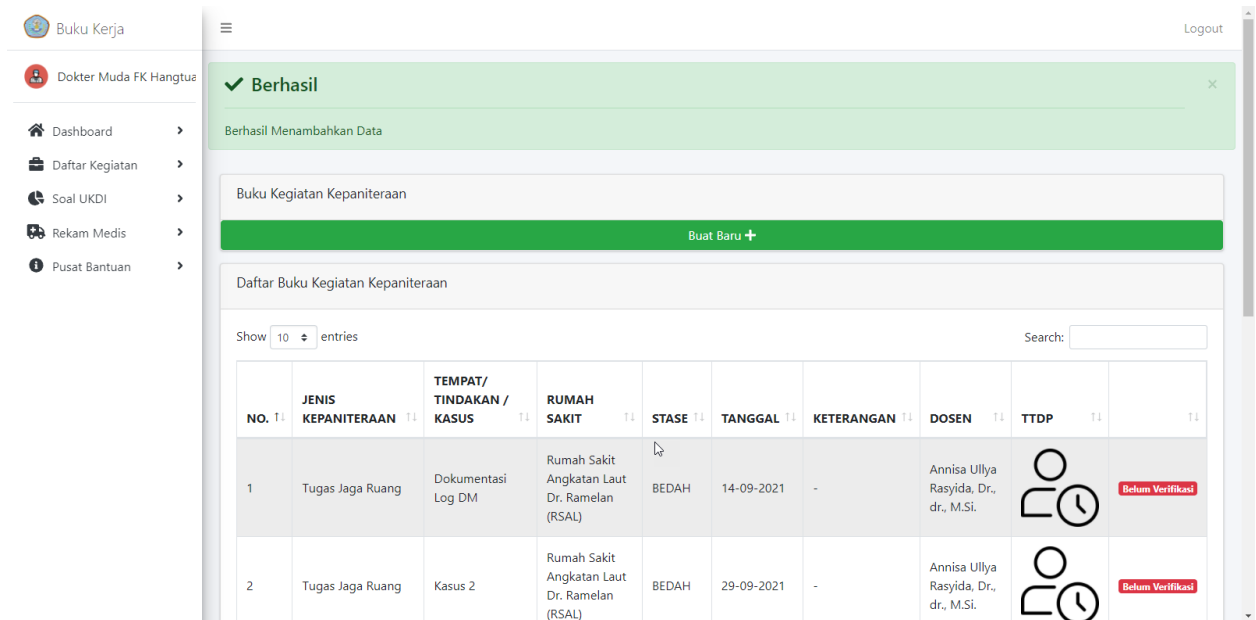 Buku Kerja
Logout
Dokter Muda FK Hangtua
Dashboard
Daftar Kegiatan
Soal UKDI
Rekam Medis
Pusat Bantuan
Berhasil
×
Berhasil Menambahkan Data
Buku Kegiatan Kepaniteraan
Buat Baru +
Daftar Buku Kegiatan Kepaniteraan
Show 10 entries
Search:
NO.
JENIS
KEPANITERAAN
TEMPAT/
TINDAKAN /
KASUS
RUMAH
SAKIT
STASE
TANGGAL
KETERANGAN
DOSEN
TTDP
1
Tugas Jaga Ruang
Dokumentasi
Log DM
Rumah Sakit
Angkatan Laut
Dr. Ramelan
(RSAL)
BEDAH
14-09-2021
-
Annisa Ullya
Rasyida, Dr.,
dr., M.Si.
Belum Verifikasi
2
Tugas Jaga Ruang
Kasus 2
Rumah Sakit
Angkatan Laut
Dr. Ramelan
(RSAL)
BEDAH
29-09-2021
-
Annisa Ullya
Rasyida, Dr.,
dr., M.Si.
Belum Verifikasi